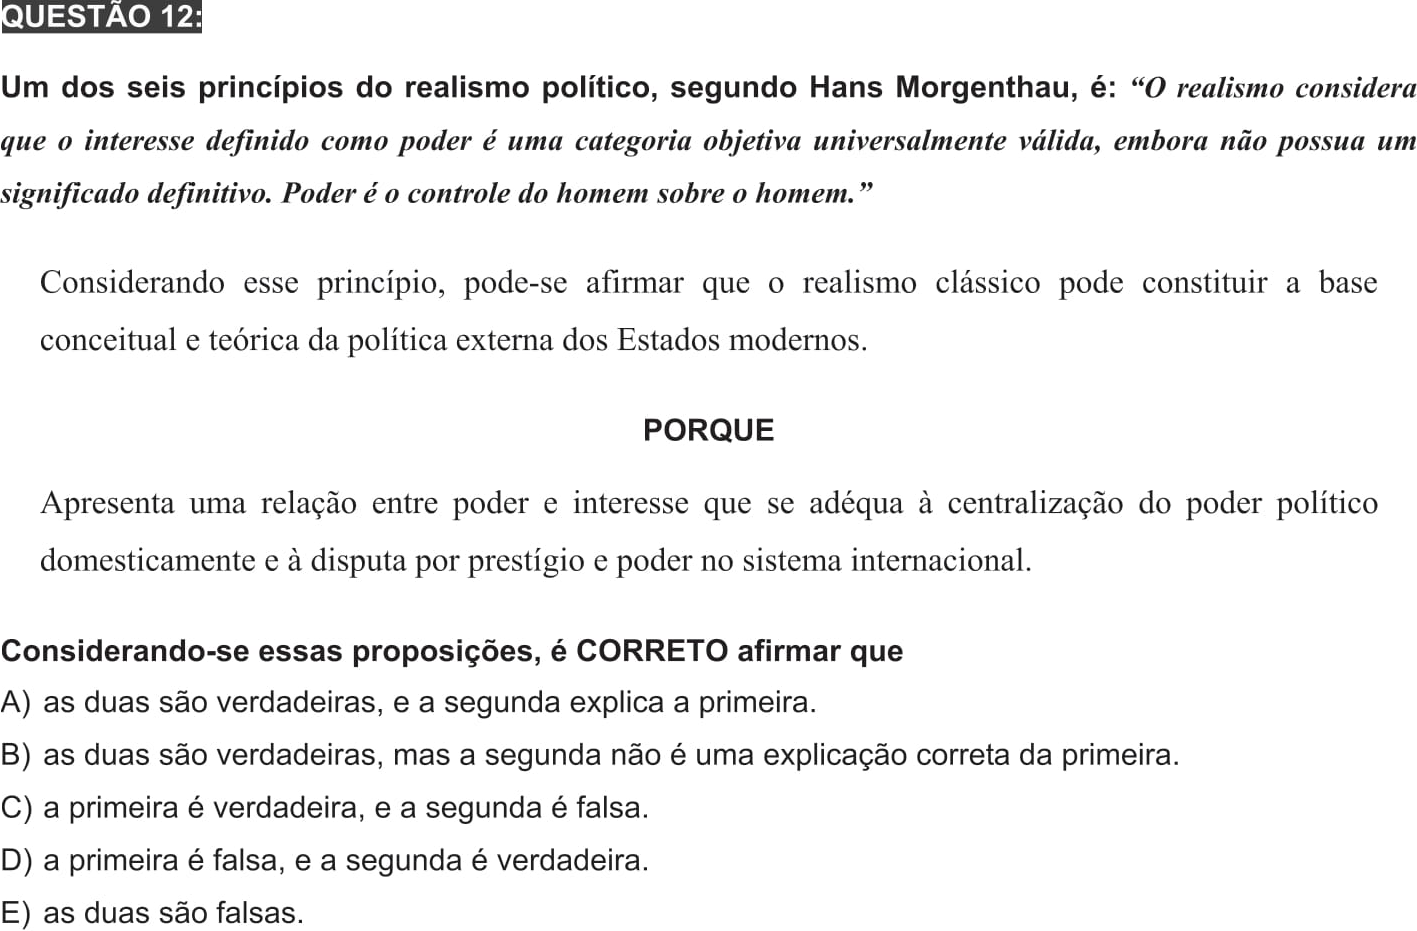 QUESTÃO 12:
Um dos seis princípios do realismo político, segundo Hans Morgenthau, é: “O realismo considera
que o interesse definido como poder é uma categoria objetiva universalmente válida, embora não possua um
significado definitivo. Poder é o controle do homem sobre o homem.”
Considerando esse princípio, pode-se afirmar que o realismo clássico pode constituir a base
conceitual e teórica da política externa dos Estados modernos.
PORQUE
Apresenta uma relação entre poder e interesse que se adéqua à centralização do poder político
domesticamente e à disputa por prestígio e poder no sistema internacional.
Considerando-se essas proposições, é CORRETO afirmar que
A) as duas são verdadeiras, e a segunda explica a primeira.
B) as duas são verdadeiras, mas a segunda não é uma explicação correta da primeira.
C) a primeira é verdadeira, e a segunda é falsa.
D) a primeira é falsa, e a segunda é verdadeira.
E) as duas são falsas.